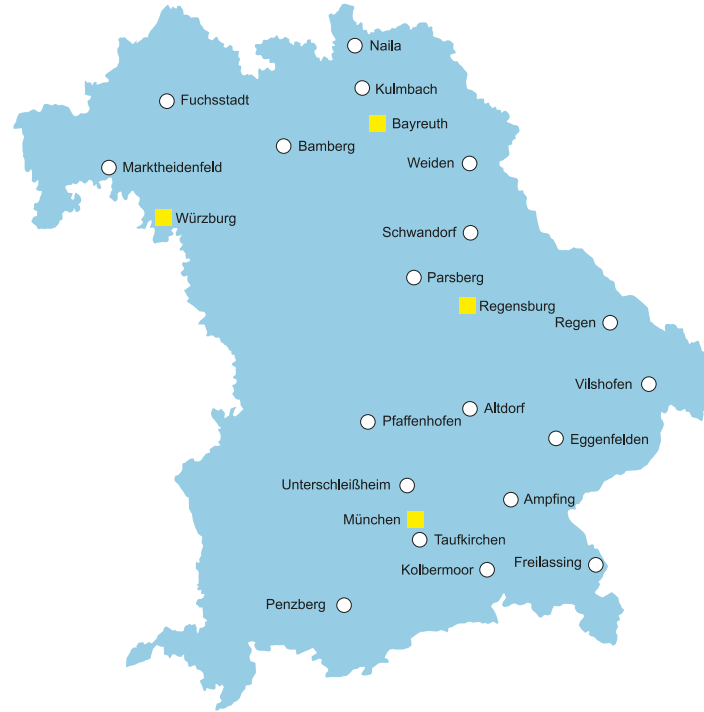 Naila
Kulmbach
Fuchsstadt
Bayreuth
Bamberg
Weiden
Marktheidenfeld
Würzburg
Schwandorf
Parsberg
Regensburg
Regen
Vilshofen
Altdorf
Pfaffenhofen
Eggenfelden
Unterschleißheim
Ampfing
München
Taufkirchen
Freilassing
Kolbermoor
Penzberg